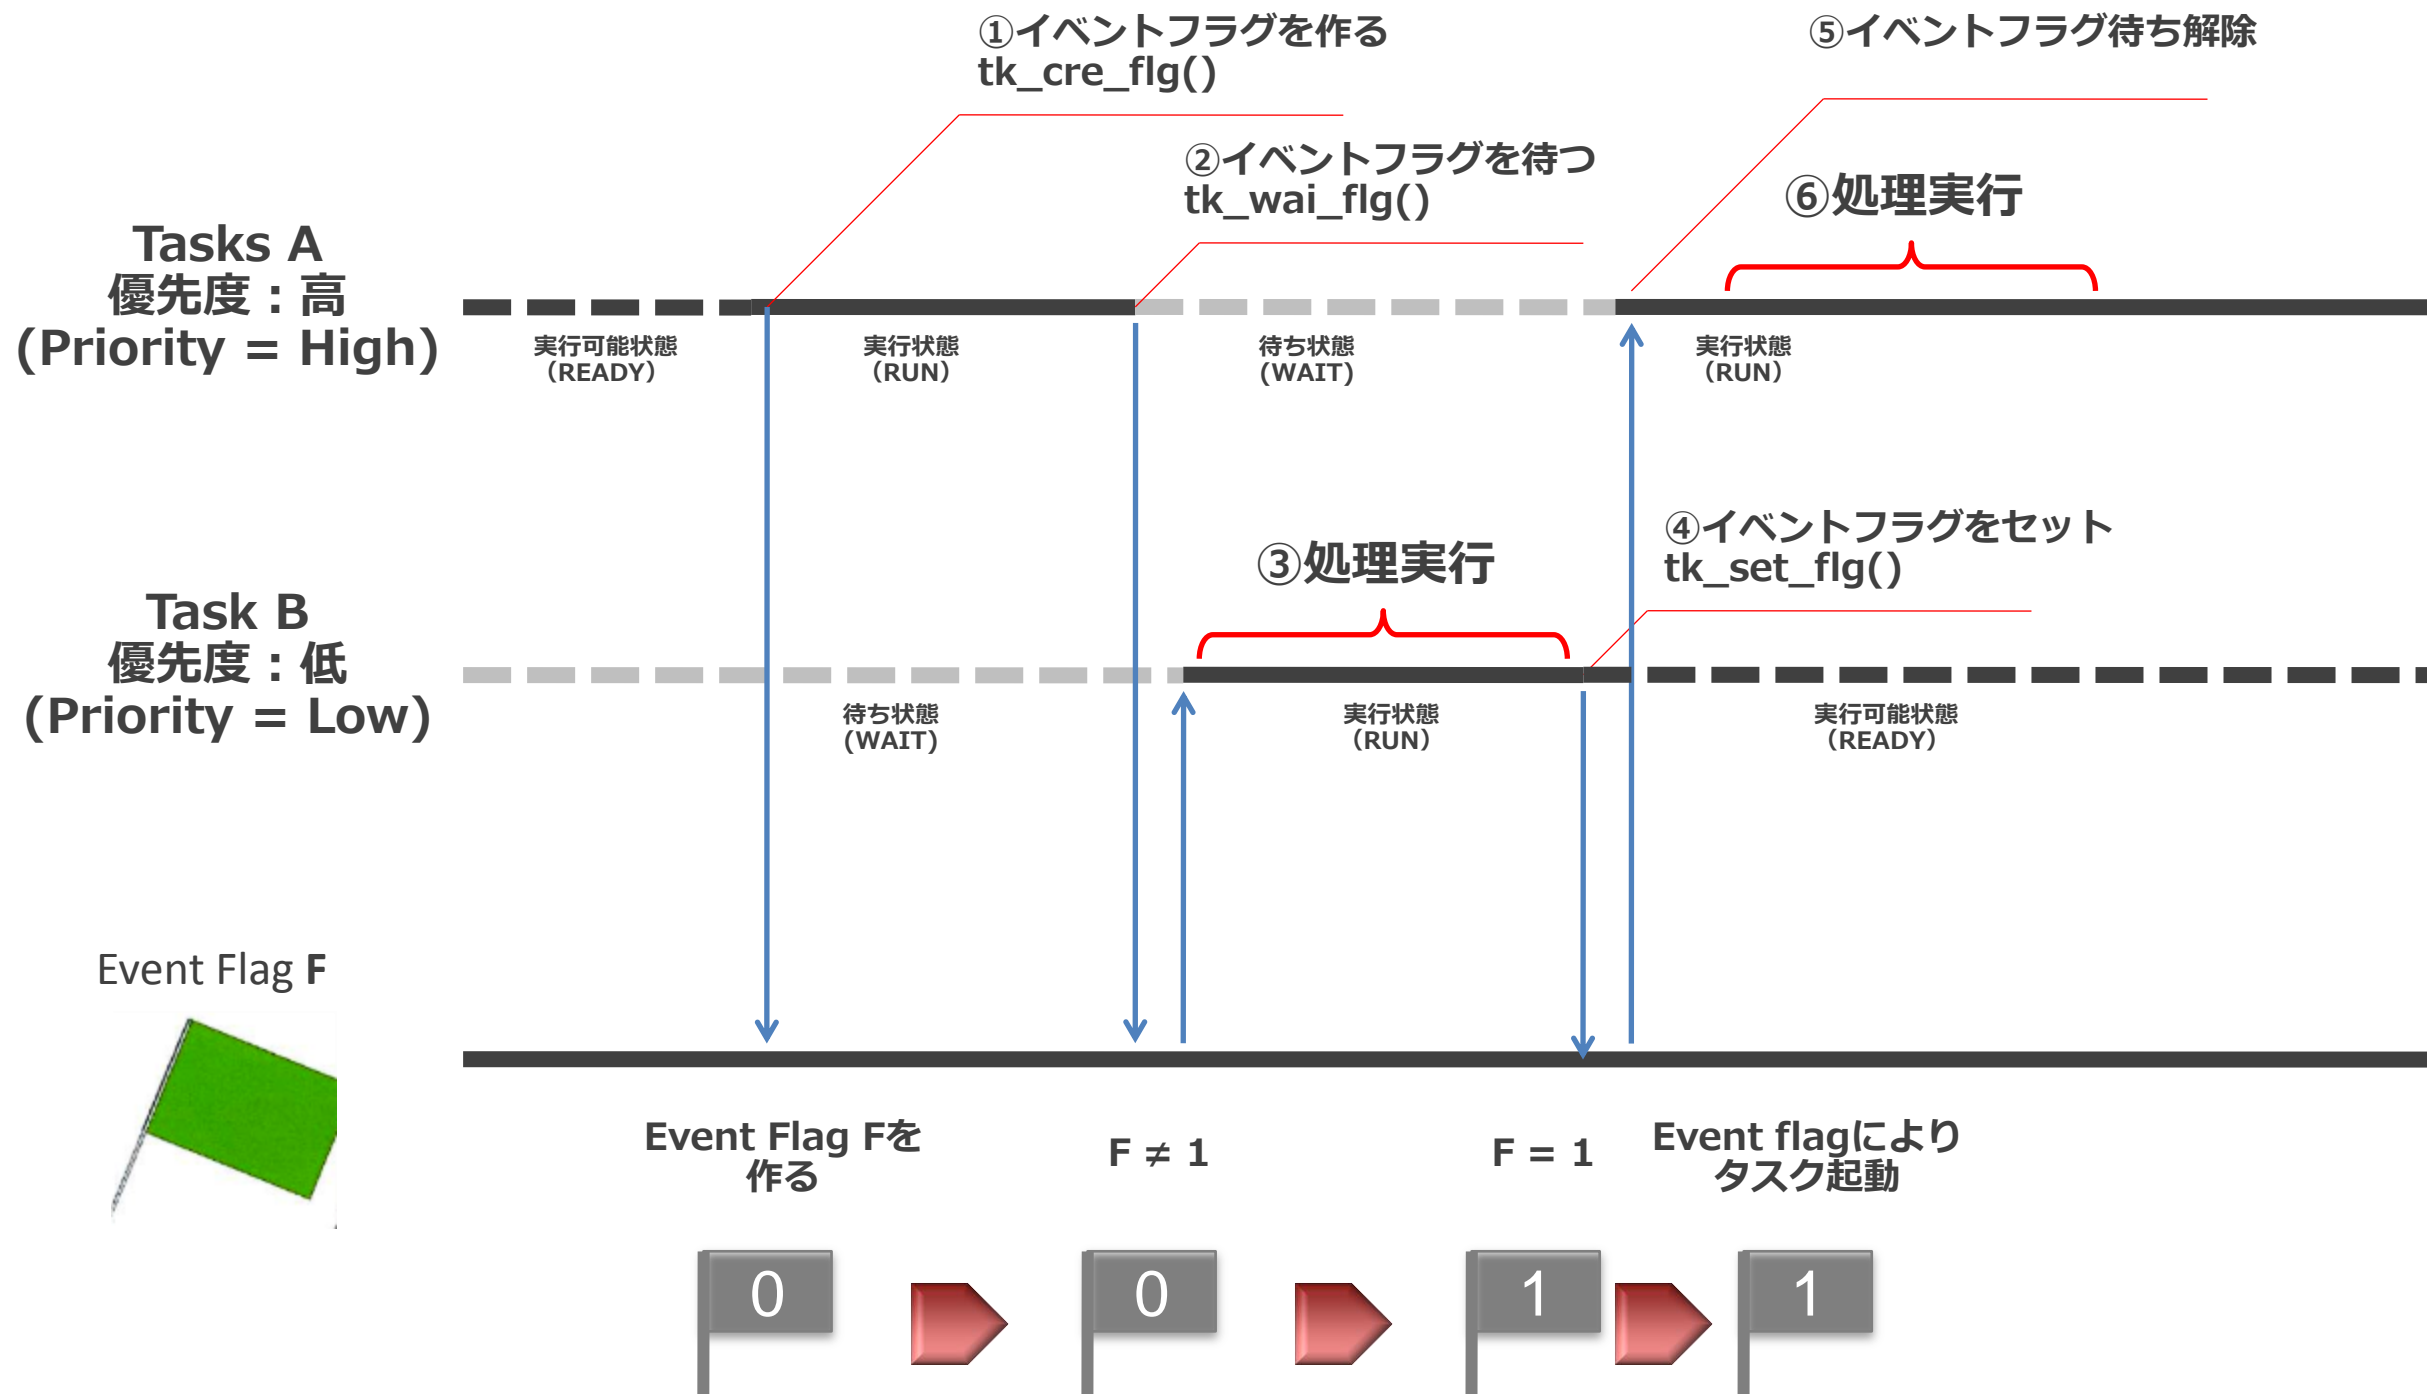 ①イベントフラグを作る
tk_cre_flg()
⑤イベントフラグ待ち解除
②イベントフラグを待つ
tk_wai_flg()
⑥処理実行
Tasks A
優先度：高
(Priority = High)
実行可能状態
（READY）
実行状態
（RUN）
待ち状態
(WAIT)
実行状態
（RUN）
④イベントフラグをセット
tk_set_flg()
③処理実行
Task B
優先度：低
(Priority = Low)
待ち状態
(WAIT)
実行状態
（RUN）
実行可能状態
（READY）
Event Flag F
Event Flag Fを
作る
F ≠ 1
F = 1
Event flagにより
タスク起動
0
0
1
1